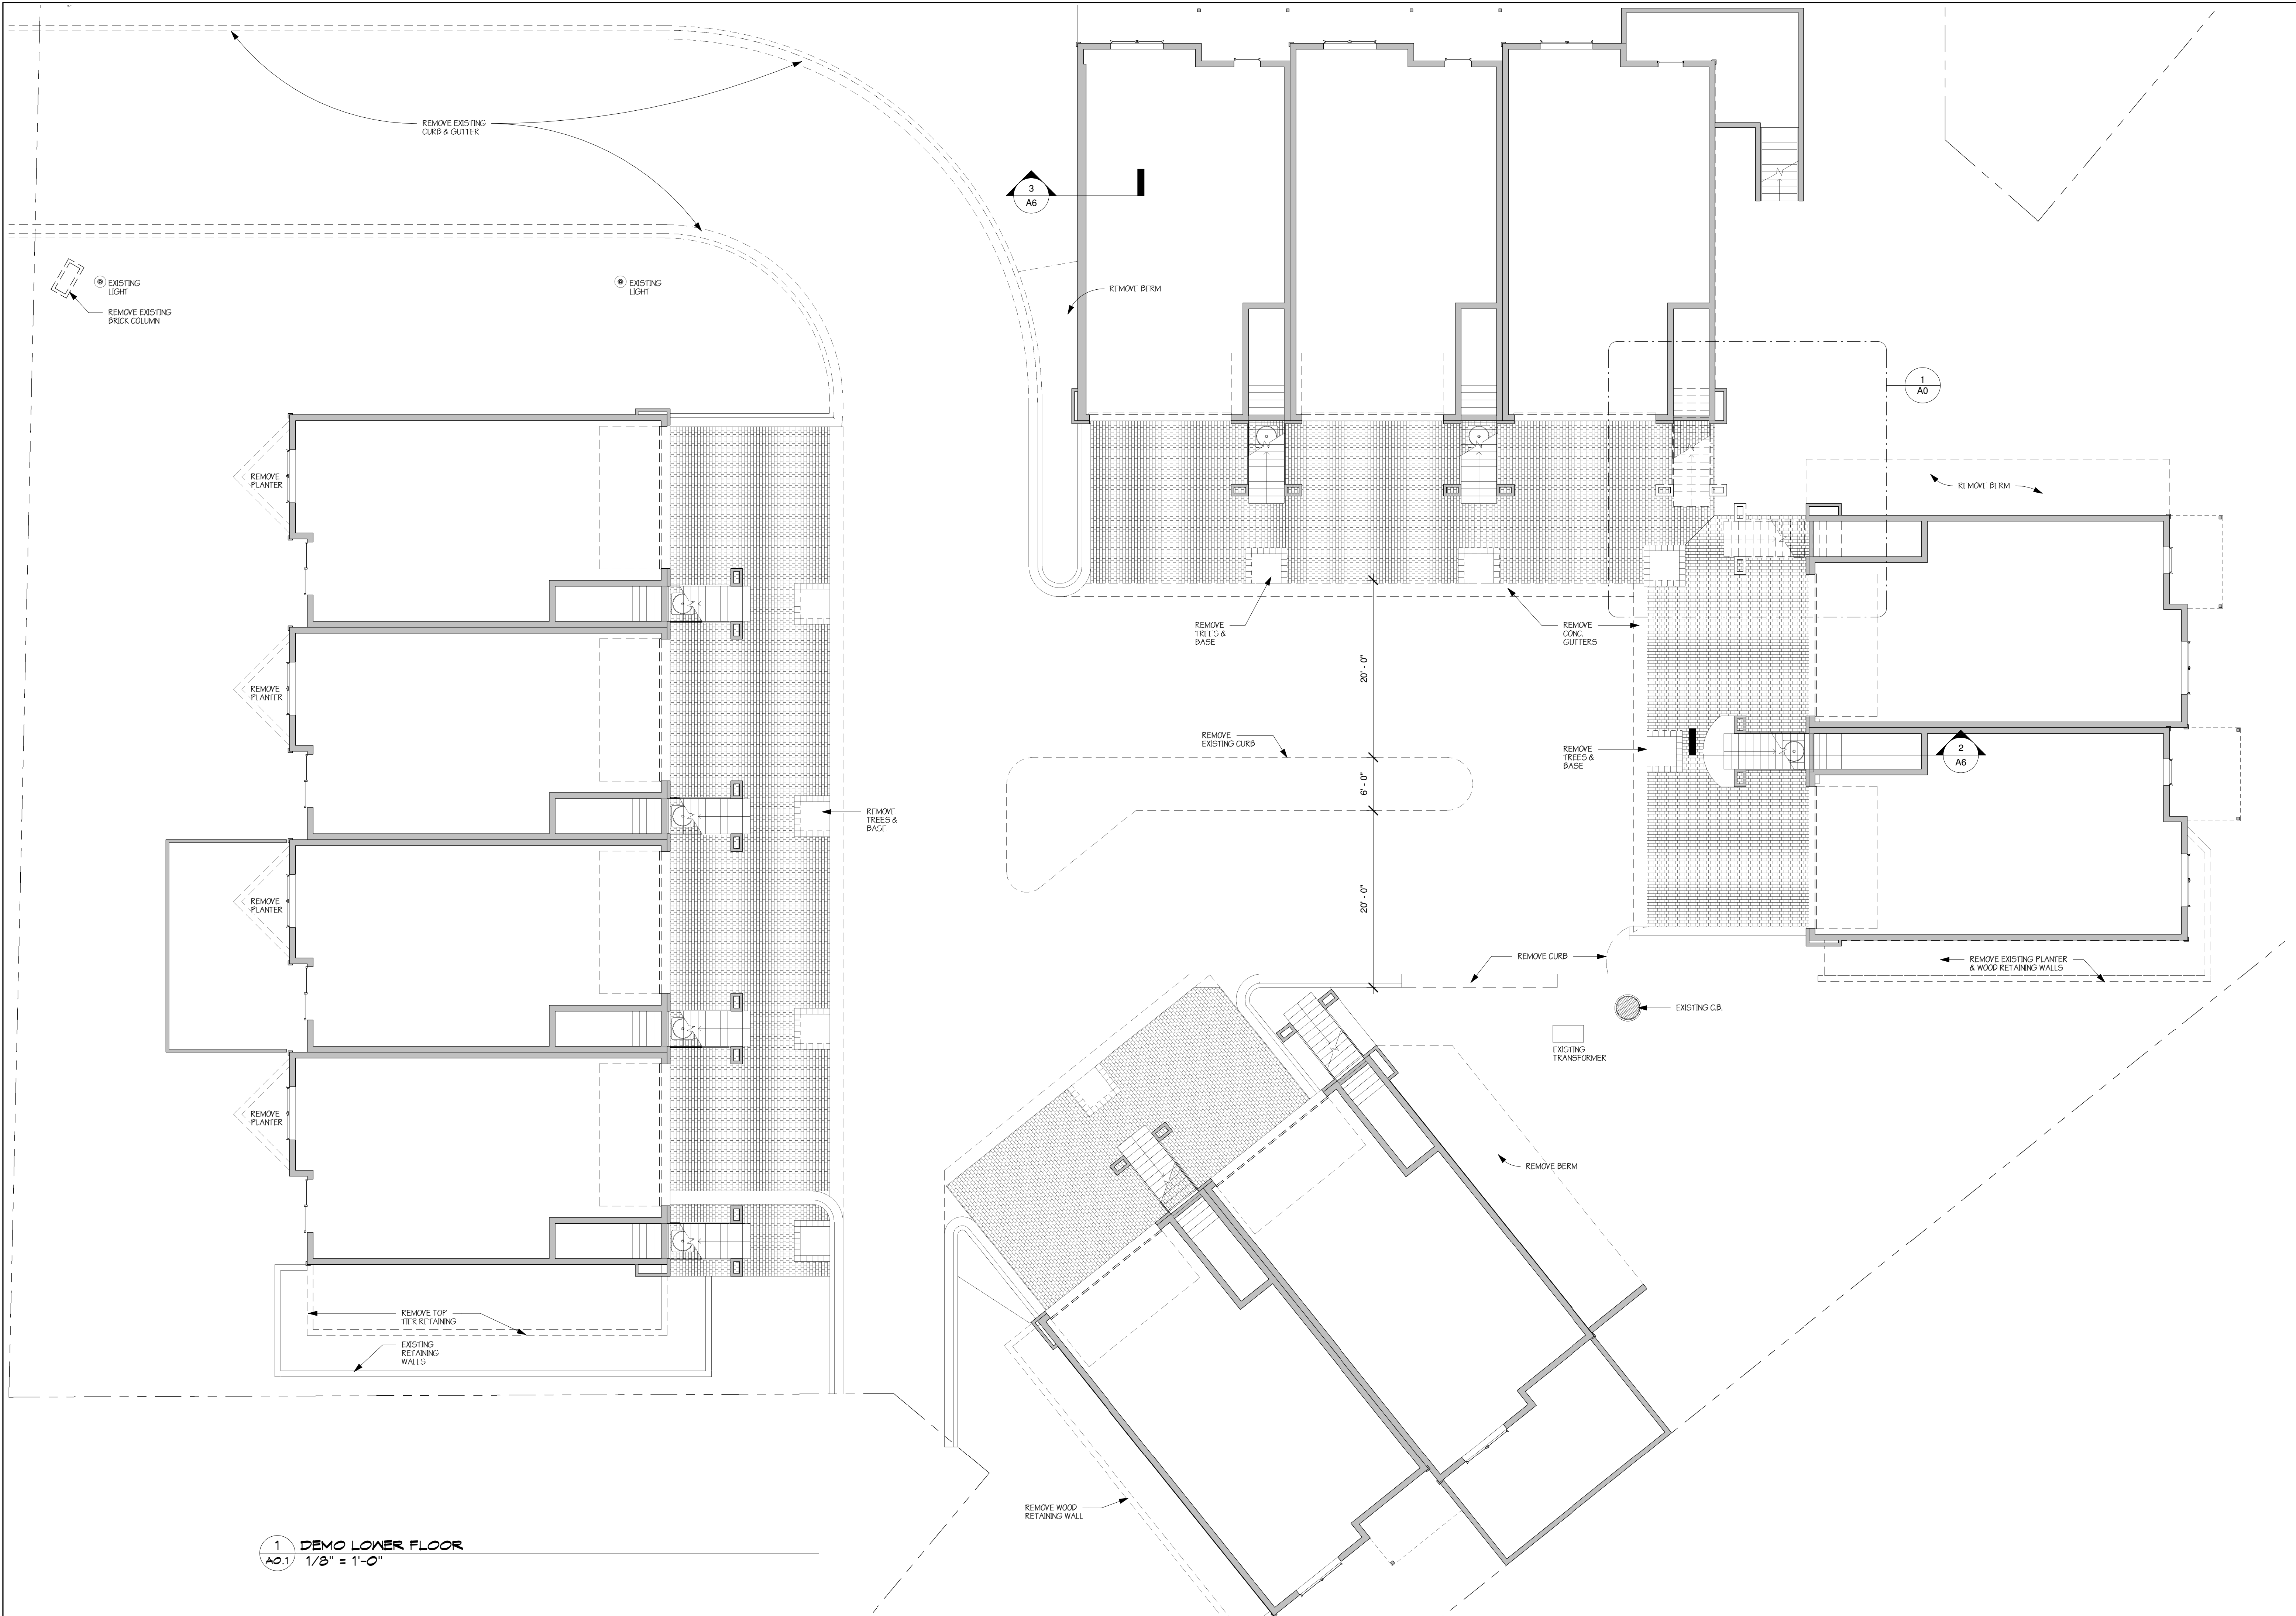 REMOVE EXISTING
CURB & GUTTER
3
A6
EXISTING
LIGHT
EXISTING
LIGHT
REMOVE BERM
REMOVE EXISTING
BRICK COLUMN
1
A0
REMOVE
PLANTER
REMOVE BERM
REMOVE
TREES &
BASE
REMOVE
CONC.
GUTTERS
20' - 0"
REMOVE
PLANTER
REMOVE
EXISTING CURB
REMOVE
TREES &
BASE
2
A6
6' - 0"
REMOVE
TREES &
BASE
REMOVE
PLANTER
20' - 0"
REMOVE CURB
REMOVE EXISTING PLANTER
& WOOD RETAINING WALLS
EXISTING C.B.
EXISTING
TRANSFORMER
REMOVE
PLANTER
REMOVE BERM
REMOVE TOP
TIER RETAINING
EXISTING
RETAINING
WALLS
REMOVE WOOD
RETAINING WALL
1
A0.1
DEMO LOWER FLOOR
1/8" = 1'-0"